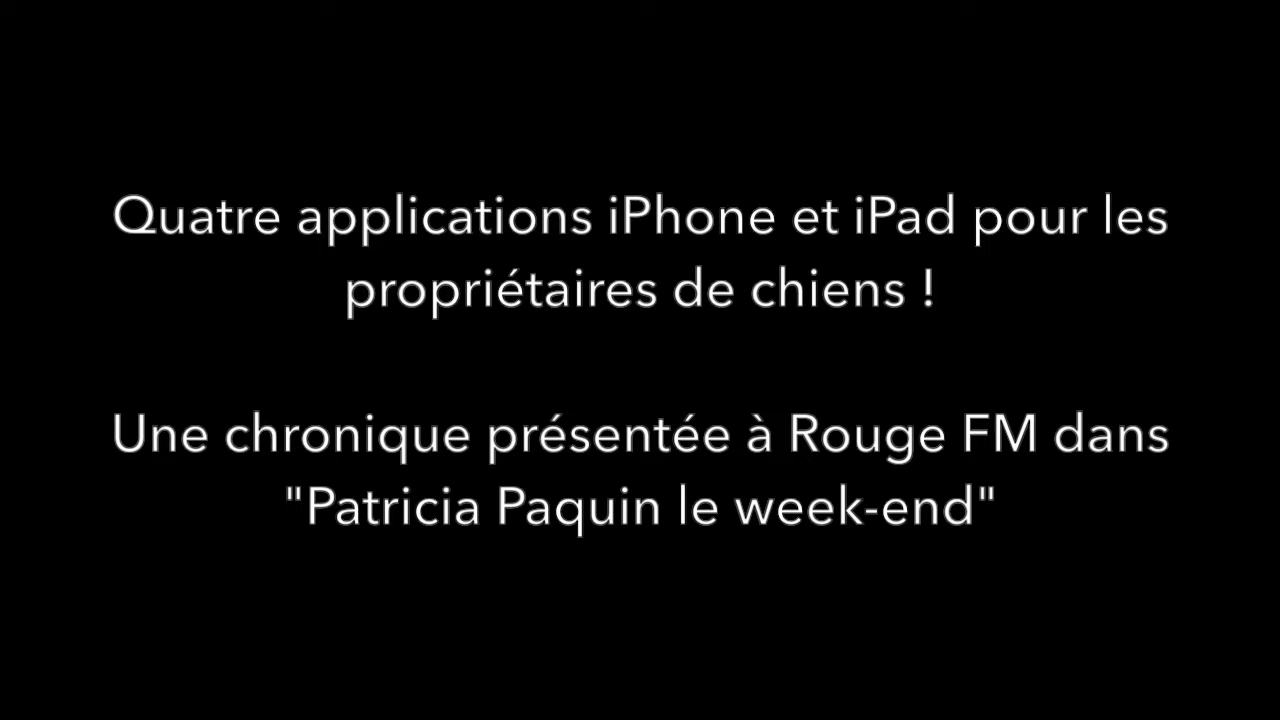 Quatre applications iPhone et iPad pour les
propriétaires de chiens !
Une chronique présentée à Rouge FM dans
"Patricia Paquin le week-end"